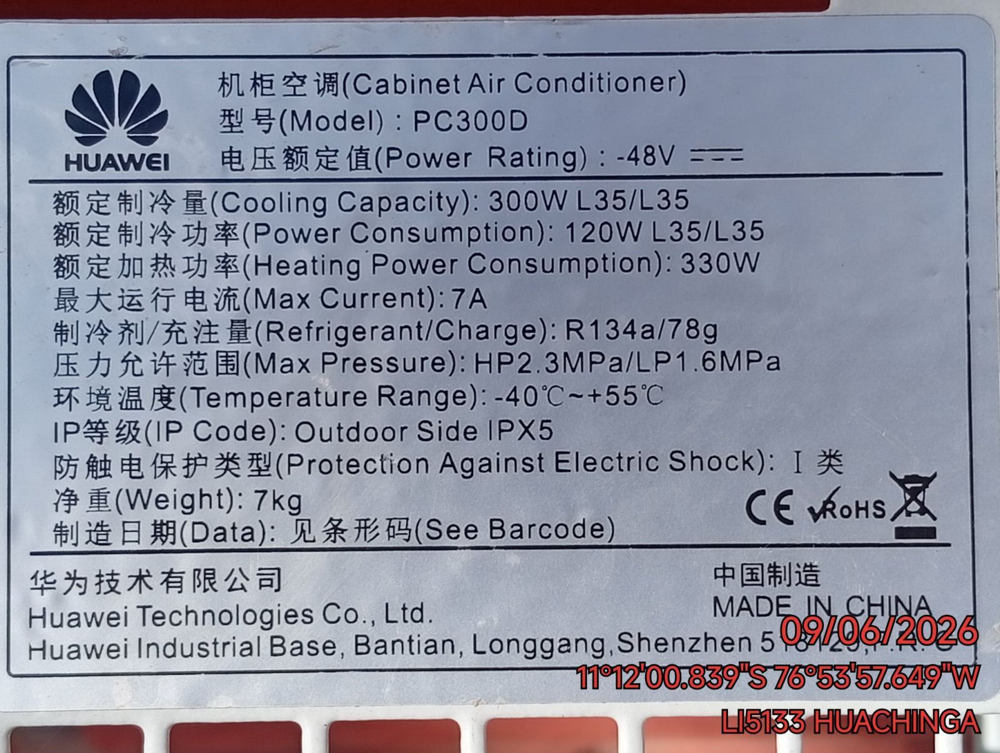 HUAWEI
机柜空调(Cabinet Air Conditioner)
型号(Model) : PC300D
电压额定值(Power Rating) : -48V
额定制冷量(Cooling Capacity): 300W L35/L35
额定制冷功率(Power Consumption): 120W L35/L35
额定加热功率(Heating Power Consumption): 330W
最大运行电流(Max Current): 7A
制冷剂/充注量(Refrigerant/Charge): R134a/78g
压力允许范围(Max Pressure): HP2.3MPa/LP1.6MPa
环境温度(Temperature Range): -40℃~+55℃
IP等级(IP Code): Outdoor Side IPX5
防触电保护类型(Protection Against Electric Shock): I 类
净重(Weight): 7kg
CE RoHS
制造日期(Data): 见条形码(See Barcode)
华为技术有限公司
中国制造
Huawei Technologies Co., Ltd.
MADE IN CHINA
Huawei Industrial Base, Bantian, Longgang,Shenzhen 518129,P.R. C
09/06/2026
11°12'00.839"S 76°53'57.649"W
LI5133 HUACHINGA